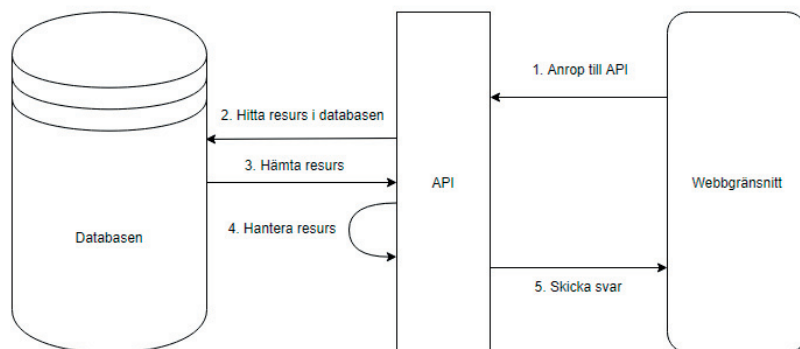 1. Anrop till API
2. Hitta resurs i databasen
3. Hämta resurs
API
Webbgränsnitt
4. Hantera resurs
Databasen
5. Skicka svar